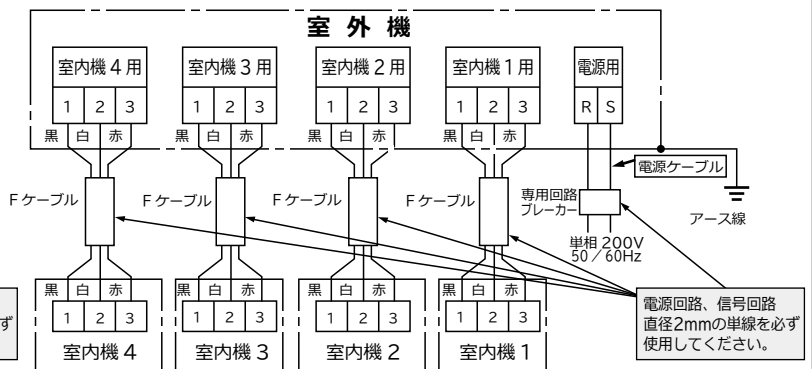 室外機
室内機4用
室内機3用
室内機2用
室内機1用
電源用
1 2 3
1 2 3
1 2 3
1 2 3
R S
黒 白 赤
黒 白 赤
黒 白 赤
黒 白 赤
電源ケーブル
Fケーブル
Fケーブル
Fケーブル
Fケーブル
専用回路
ブレーカー
アース線
単相200V
50/60Hz
黒 白 赤
黒 白 赤
黒 白 赤
黒 白 赤
1 2 3
1 2 3
1 2 3
1 2 3
室内機4
室内機3
室内機2
室内機1
ず
電源回路、信号回路
直径2mmの単線を必ず
使用してください。